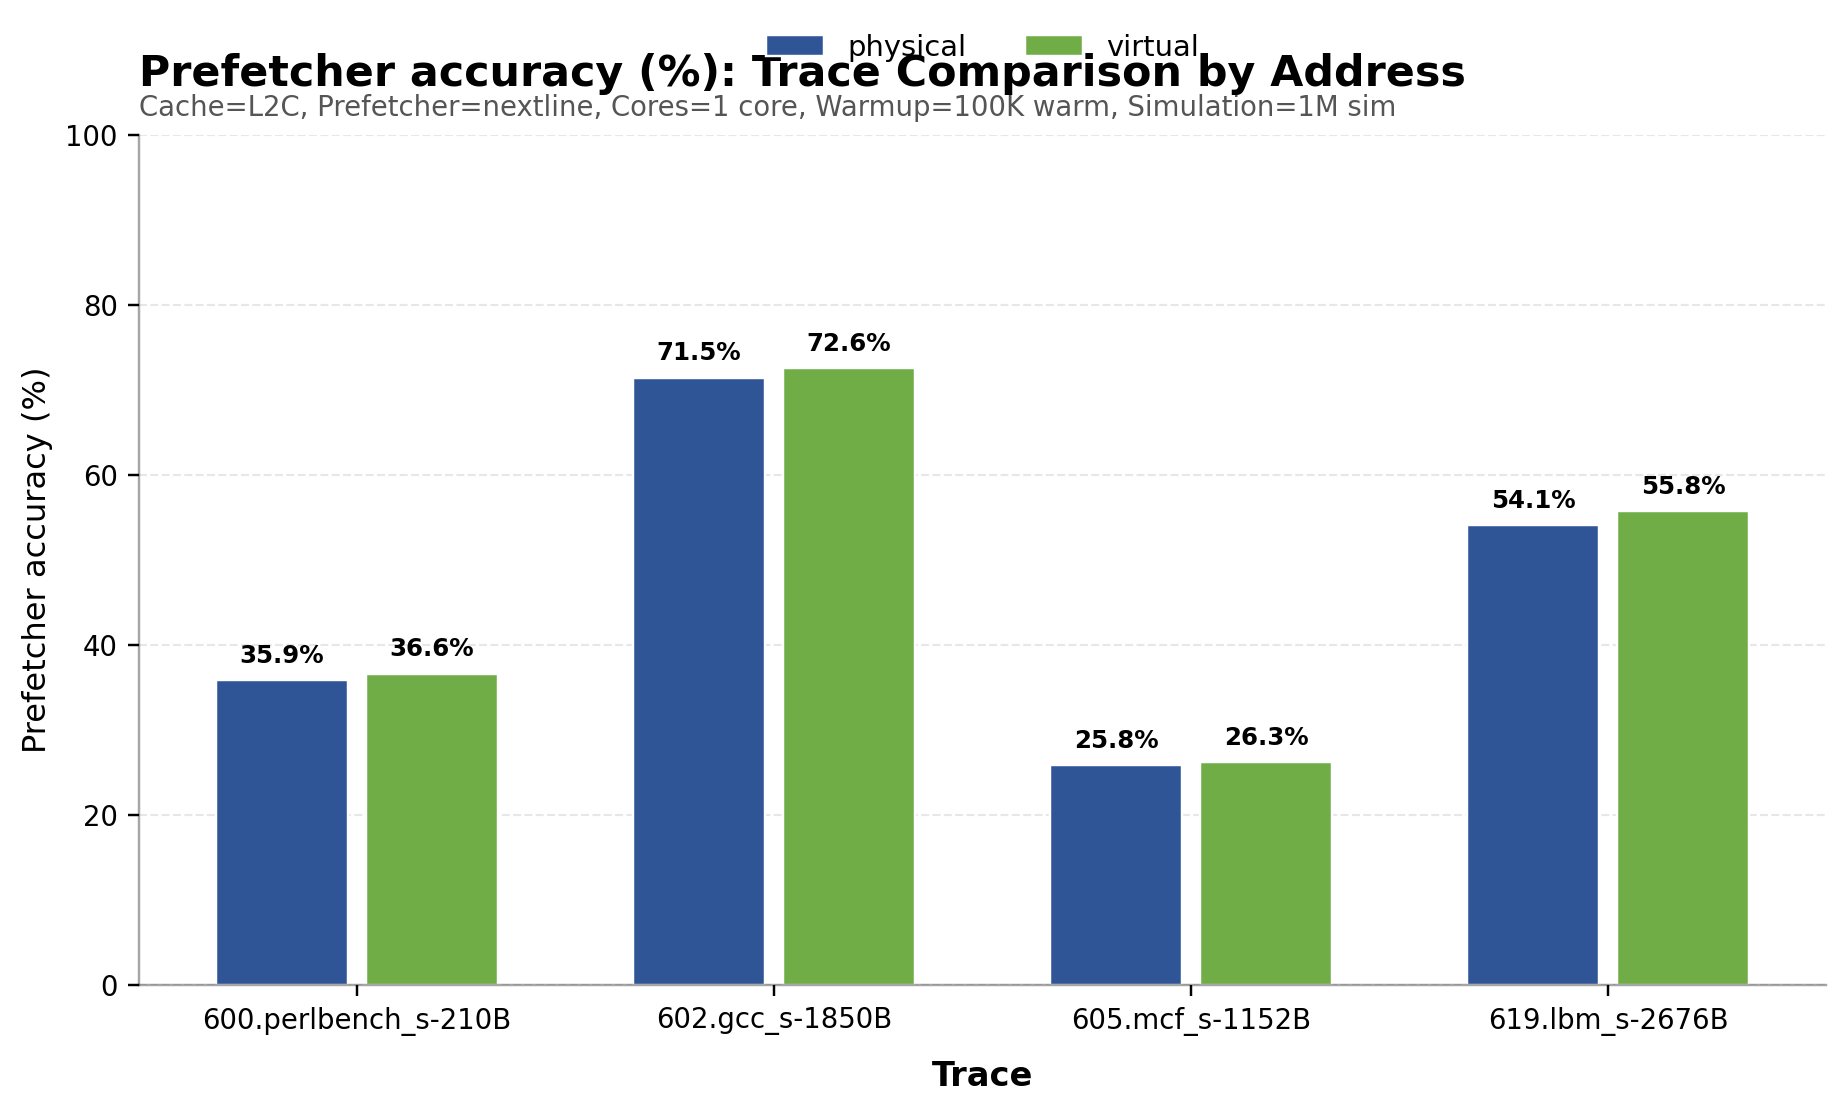 physical virtual
Prefetcher accuracy (%): Trace Comparison by Address
Cache=L2C, Prefetcher=nextline, Cores=1 core, Warmup=100K warm, Simulation=1M sim
Prefetcher accuracy (%)
100
80
60
40
20
0
35.9% 36.6%
71.5% 72.6%
25.8% 26.3%
54.1% 55.8%
600.perlbench_s-210B 602.gcc_s-1850B 605.mcf_s-1152B 619.lbm_s-2676B
Trace